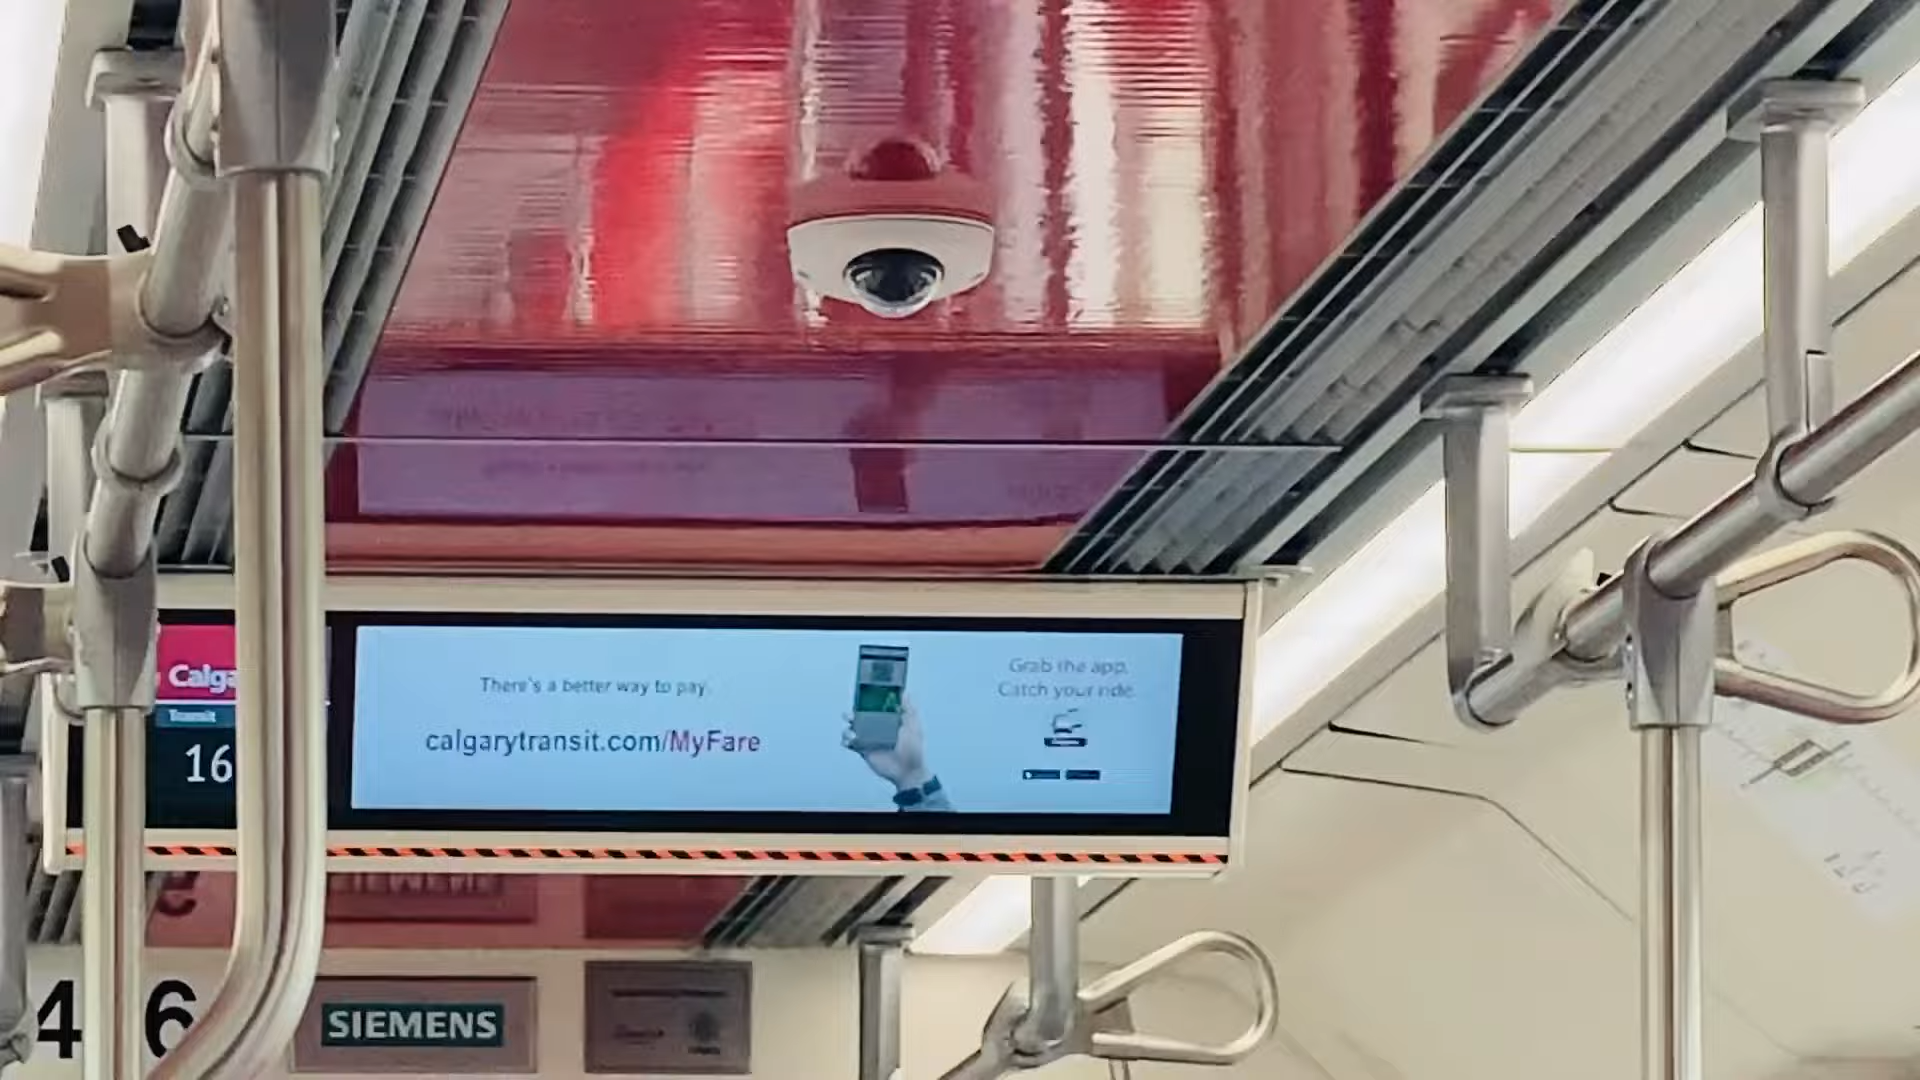 Calga
Transit
16
There's a better way to pay.
calgarytransit.com/MyFare
Grab the app.
Catch your ride.
4 6
SIEMENS